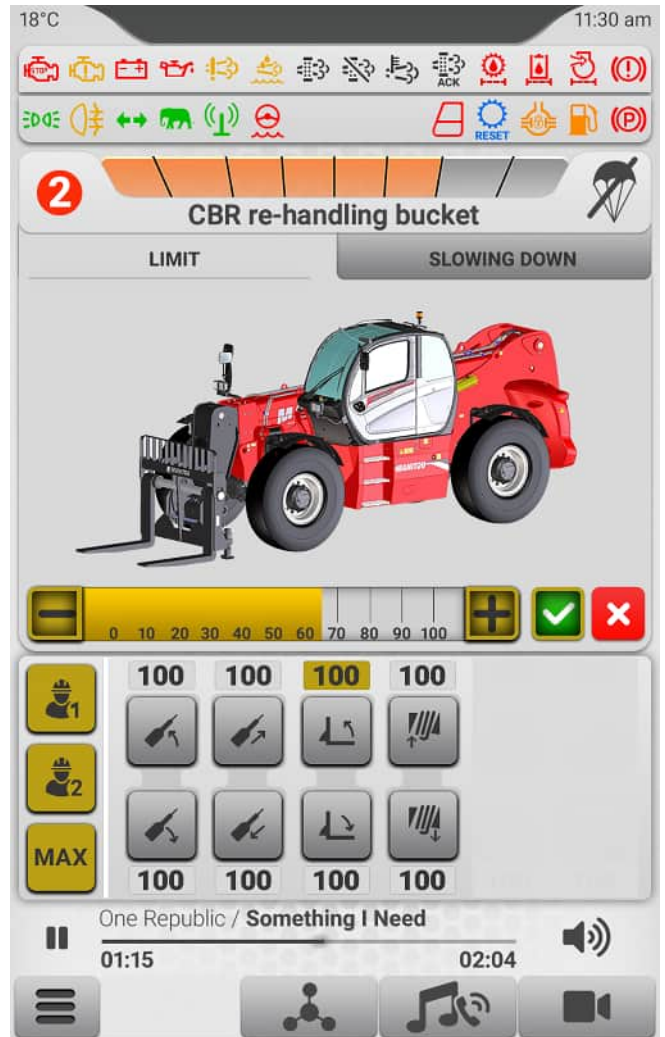 18°C
11:30 am
STOP
ACK
RESET
2
CBR re-handling bucket
LIMIT
SLOWING DOWN
MANITOU
0 10 20 30 40 50 60 70 80 90 100
100 100 100 100
1
2
MAX
100 100 100 100
One Republic / Something I Need
01:15
02:04